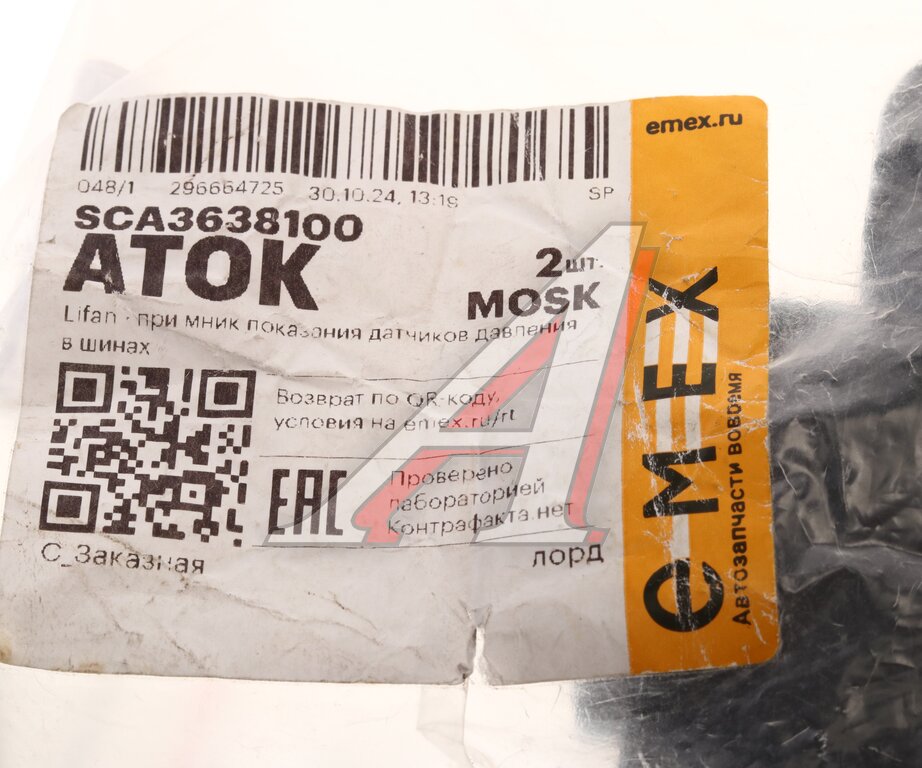 emex.ru
048/1 296664725 30.10.24, 13:19 SP
SCA3638100
ATOK
2 шт.
MOSK
Lifan - при мник показания датчиков давления
в шинах
Возврат по QR-коду,
условия на emex.ru/rt
EAC
Проверено
лабораторией
Контрафакта.нет
С_Заказная
лорд
eMEX
Автозапчасти вовремя